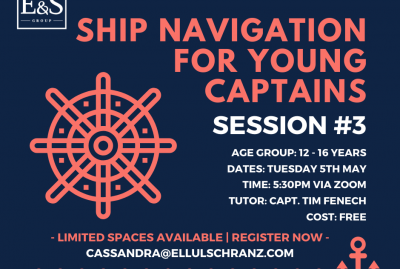 E&S
GROUP
SHIP NAVIGATION
FOR YOUNG
CAPTAINS
SESSION #3
AGE GROUP: 12 - 16 YEARS
DATES: TUESDAY 5TH MAY
TIME: 5:30PM VIA ZOOM
TUTOR: CAPT. TIM FENECH
COST: FREE
- LIMITED SPACES AVAILABLE | REGISTER NOW -
CASSANDRA@ELLULSCHRANZ.COM